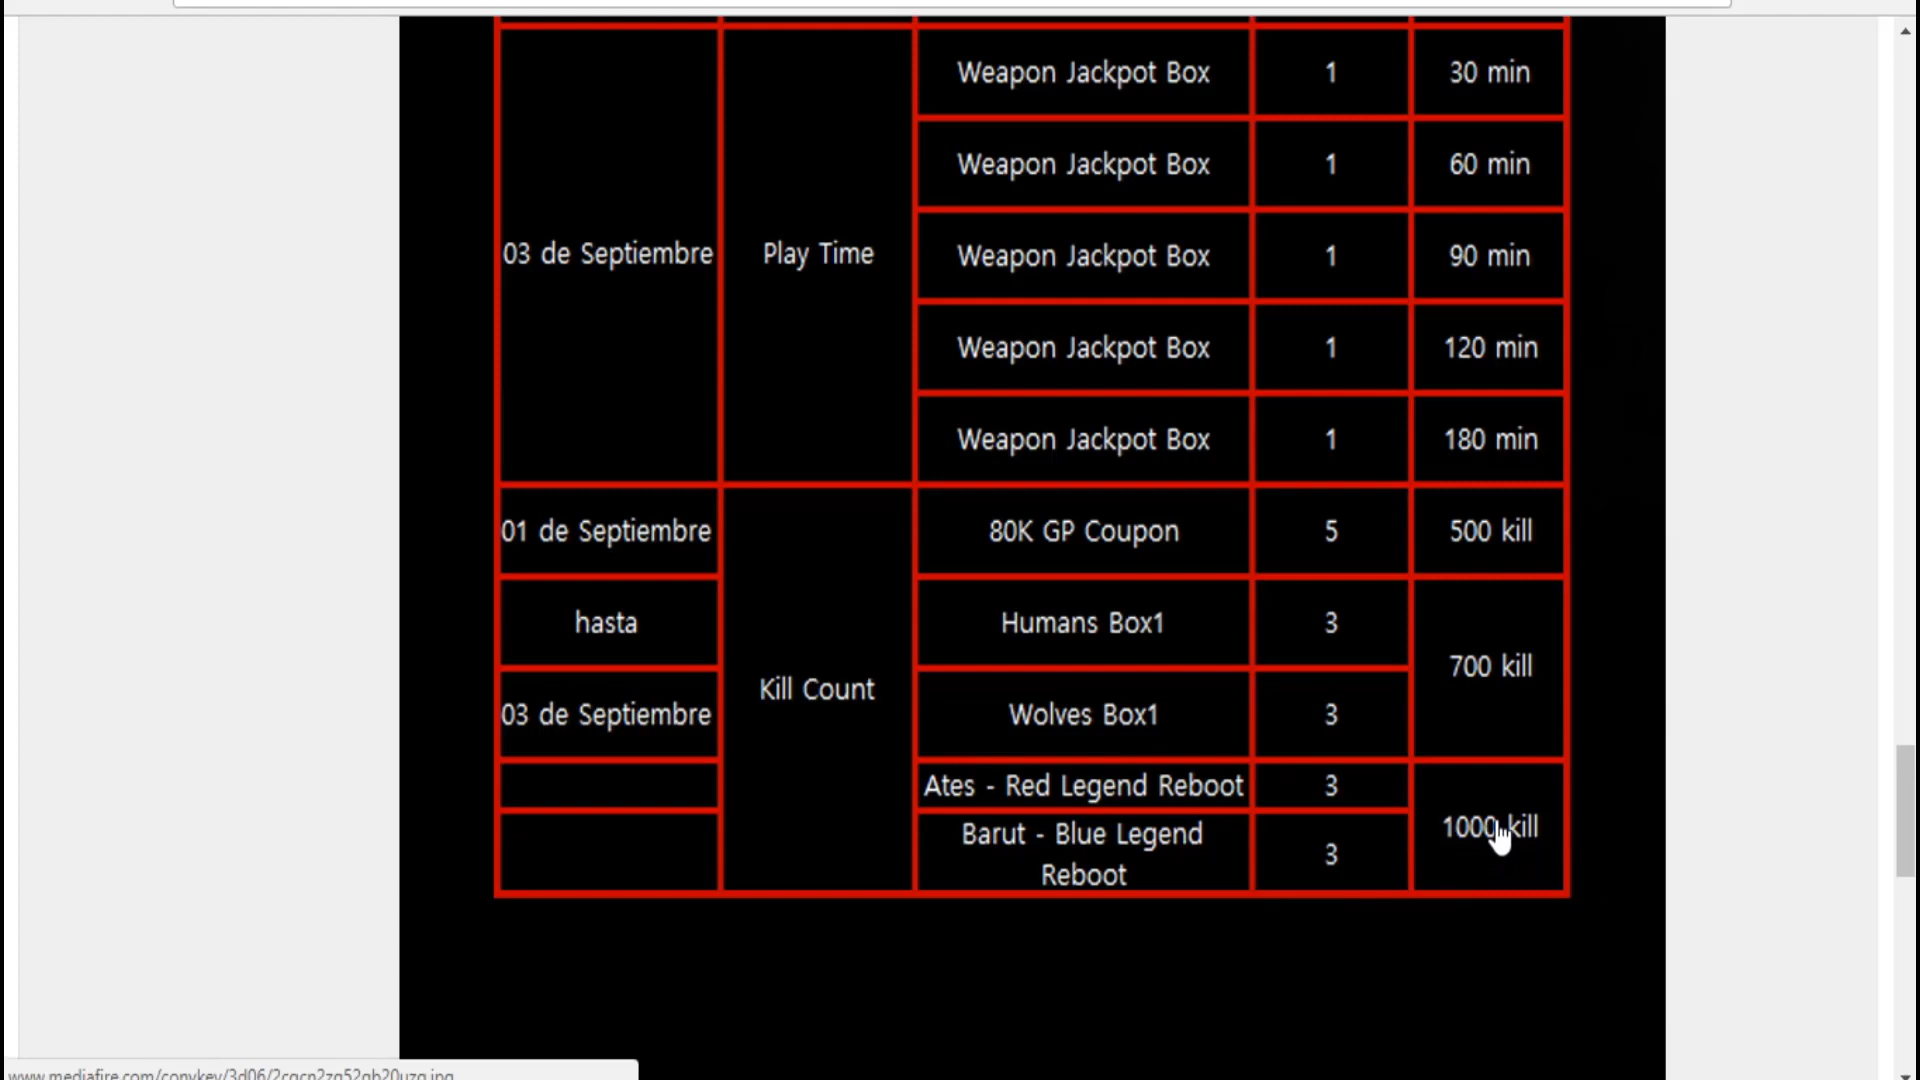 Weapon Jackpot Box 1 30 min
Weapon Jackpot Box 1 60 min
03 de Septiembre Play Time Weapon Jackpot Box 1 90 min
Weapon Jackpot Box 1 120 min
Weapon Jackpot Box 1 180 min
01 de Septiembre 80K GP Coupon 5 500 kill
hasta Humans Box1 3
700 kill
Kill Count
03 de Septiembre Wolves Box1 3
Ates - Red Legend Reboot 3
1000 kill
Barut - Blue Legend
Reboot 3